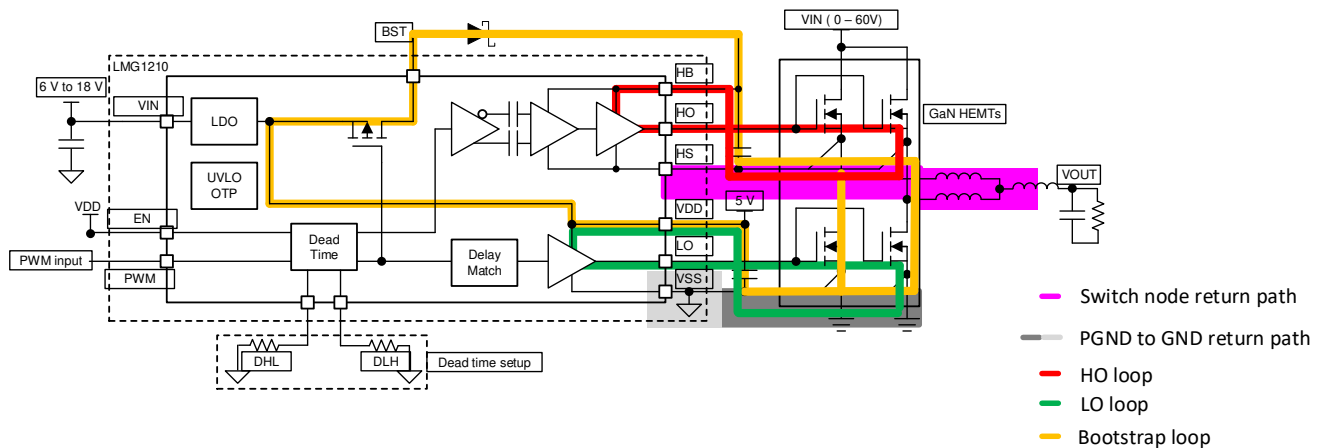 VIN ( 0 – 60V)
BST
LMG1210
HB
6 V to 18 V
VIN
LDO
HO
GaN HEMTs
HS
UVLO
OTP
VOUT
VDD
5 V
VDD
EN
LO
Dead
Time
Delay
Match
PWM input
PWM
VSS
Switch node return path
PGND to GND return path
DHL
DLH
Dead time setup
HO loop
LO loop
Bootstrap loop